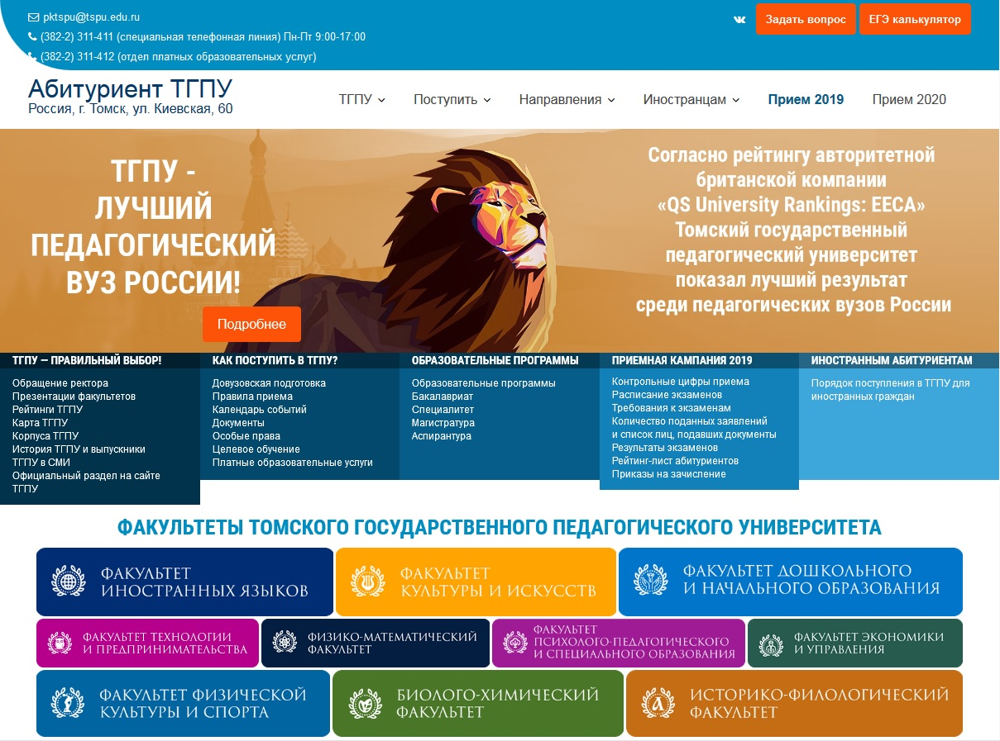 pktspu@tspu.edu.ru
(382-2) 311-411 (специальная телефонная линия) Пн-Пт 9:00-17:00
(382-2) 311-412 (отдел платных образовательных услуг)
Задать вопрос
ЕГЭ калькулятор
Абитуриент ТГПУ
Россия, г. Томск, ул. Киевская, 60
ТГПУ
Поступить
Направления
Иностранцам
Прием 2019
Прием 2020
ТГПУ -
ЛУЧШИЙ
ПЕДАГОГИЧЕСКИЙ
ВУЗ РОССИИ!
Подробнее
Согласно рейтингу авторитетной
британской компании
«QS University Rankings: EECA»
Томский государственный
педагогический университет
показал лучший результат
среди педагогических вузов России
ТГПУ — ПРАВИЛЬНЫЙ ВЫБОР!
Обращение ректора
Презентации факультетов
Рейтинги ТГПУ
Карта ТГПУ
Корпуса ТГПУ
История ТГПУ и выпускники
ТГПУ в СМИ
Официальный раздел на сайте
ТГПУ
КАК ПОСТУПИТЬ В ТГПУ?
Довузовская подготовка
Правила приема
Календарь событий
Документы
Особые права
Целевое обучение
Платные образовательные услуги
ОБРАЗОВАТЕЛЬНЫЕ ПРОГРАММЫ
Образовательные программы
Бакалавриат
Специалитет
Магистратура
Аспирантура
ПРИЕМНАЯ КАМПАНИЯ 2019
Контрольные цифры приема
Расписание экзаменов
Требования к экзаменам
Количество поданных заявлений
и список лиц, подавших документы
Результаты экзаменов
Рейтинг-лист абитуриентов
Приказы на зачисление
ИНОСТРАННЫМ АБИТУРИЕНТАМ
Порядок поступления в ТГПУ для
иностранных граждан
ФАКУЛЬТЕТЫ ТОМСКОГО ГОСУДАРСТВЕННОГО ПЕДАГОГИЧЕСКОГО УНИВЕРСИТЕТА
ФАКУЛЬТЕТ
ИНОСТРАННЫХ ЯЗЫКОВ
ФАКУЛЬТЕТ
КУЛЬТУРЫ И ИСКУССТВ
ФАКУЛЬТЕТ ДОШКОЛЬНОГО
И НАЧАЛЬНОГО ОБРАЗОВАНИЯ
ФАКУЛЬТЕТ ТЕХНОЛОГИИ
И ПРЕДПРИНИМАТЕЛЬСТВА
ФИЗИКО-МАТЕМАТИЧЕСКИЙ
ФАКУЛЬТЕТ
ФАКУЛЬТЕТ
ПСИХОЛОГО-ПЕДАГОГИЧЕСКОГО
И СПЕЦИАЛЬНОГО ОБРАЗОВАНИЯ
ФАКУЛЬТЕТ ЭКОНОМИКИ
И УПРАВЛЕНИЯ
ФАКУЛЬТЕТ ФИЗИЧЕСКОЙ
КУЛЬТУРЫ И СПОРТА
БИОЛОГО-ХИМИЧЕСКИЙ
ФАКУЛЬТЕТ
ИСТОРИКО-ФИЛОЛОГИЧЕСКИЙ
ФАКУЛЬТЕТ